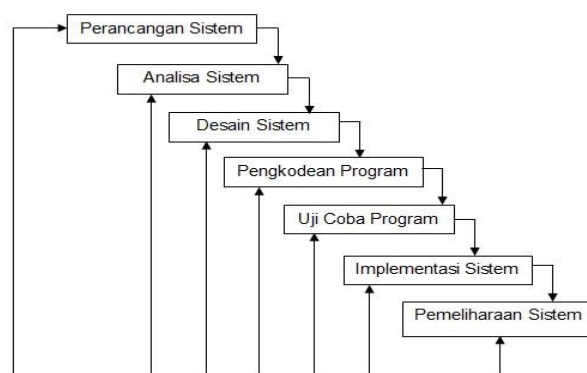 Perancangan Sistem
Analisa Sistem
Desain Sistem
Pengkodean Program
Uji Coba Program
Implementasi Sistem
Pemeliharaan Sistem